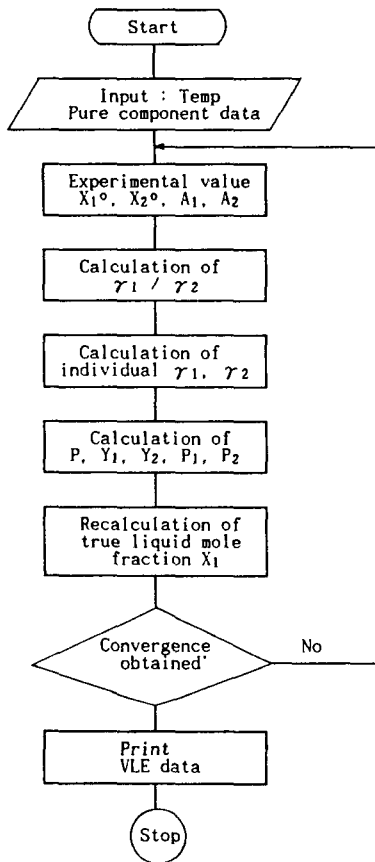 Start
Input : Temp
Pure component data
Experimental value
X₁⁰, X₂⁰, A₁, A₂
Calculation of
γ₁ / γ₂
Calculation of
individual γ₁, γ₂
Calculation of
P, Y₁, Y₂, P₁, P₂
Recalculation of
true liquid mole
fraction X₁
Convergence
obtained
No
Print
VLE data
Stop